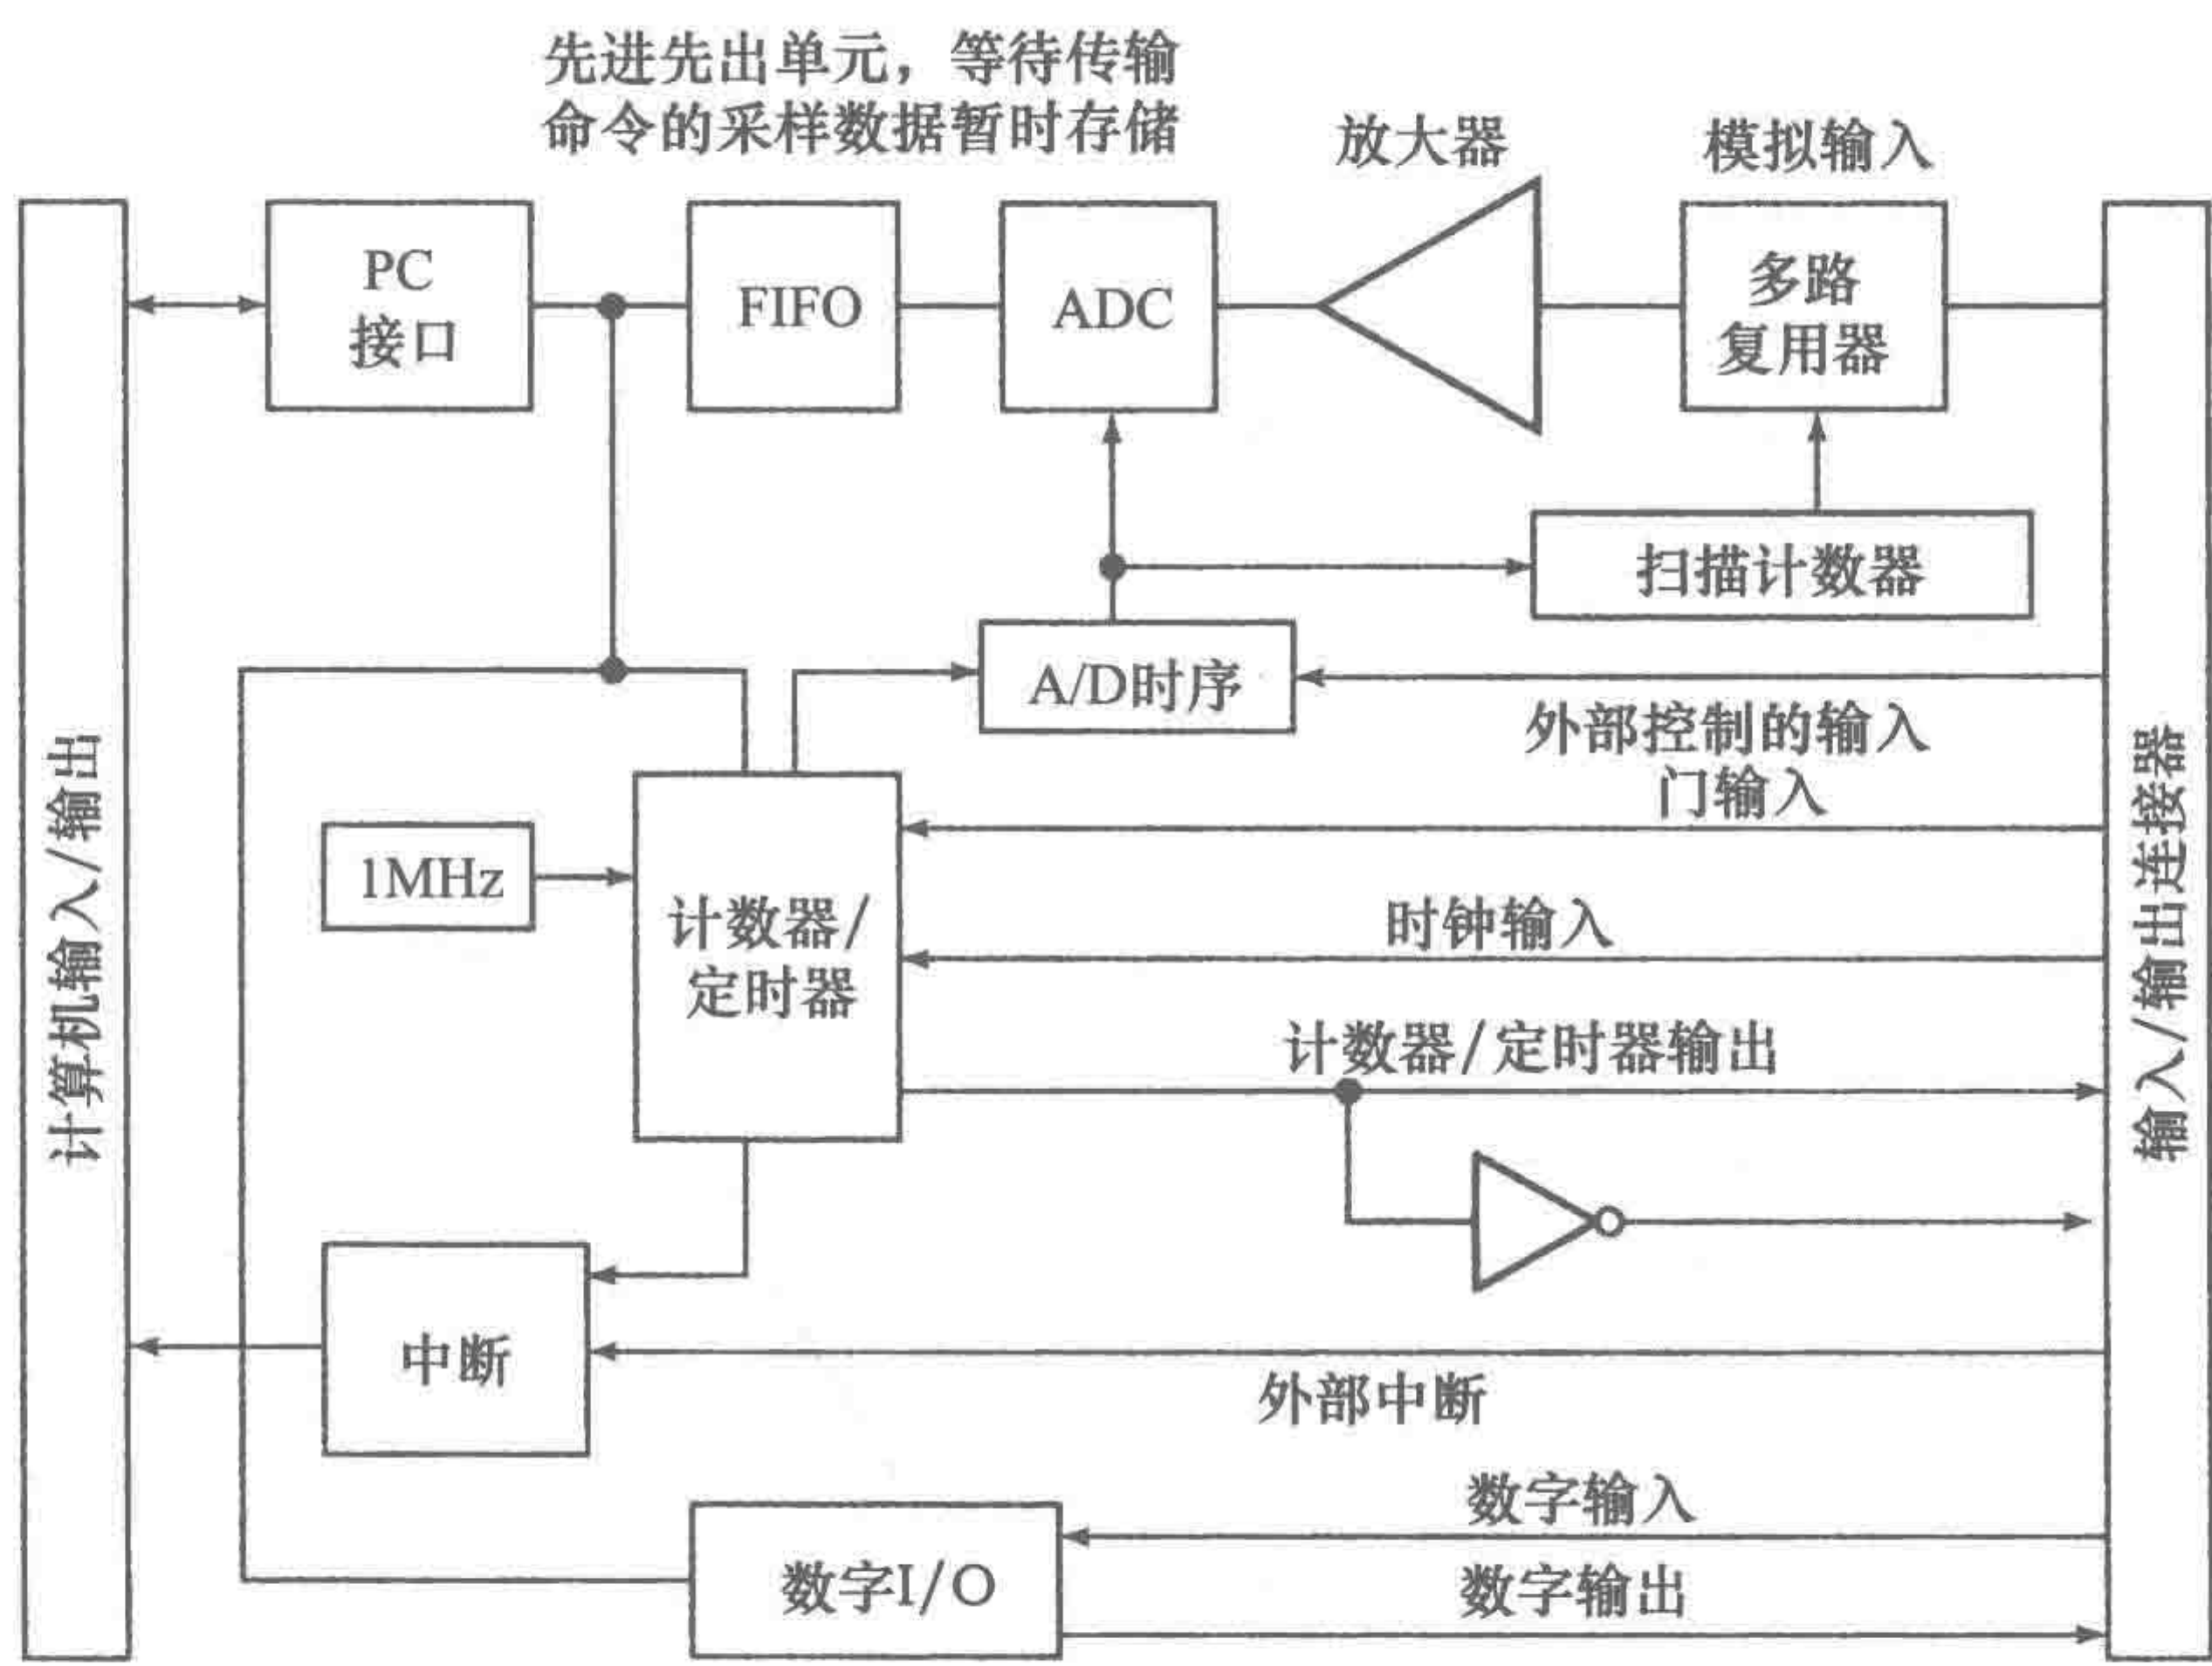 先进先出单元，等待传输
命令的采样数据暂时存储
放大器
模拟输入
PC
接口
FIFO
ADC
多路
复用器
扫描计数器
A/D时序
外部控制的输入
门输入
1MHz
计数器/
定时器
时钟输入
计数器/定时器输出
计算机输入/输出
输入/输出连接器
中断
外部中断
数字I/O
数字输入
数字输出